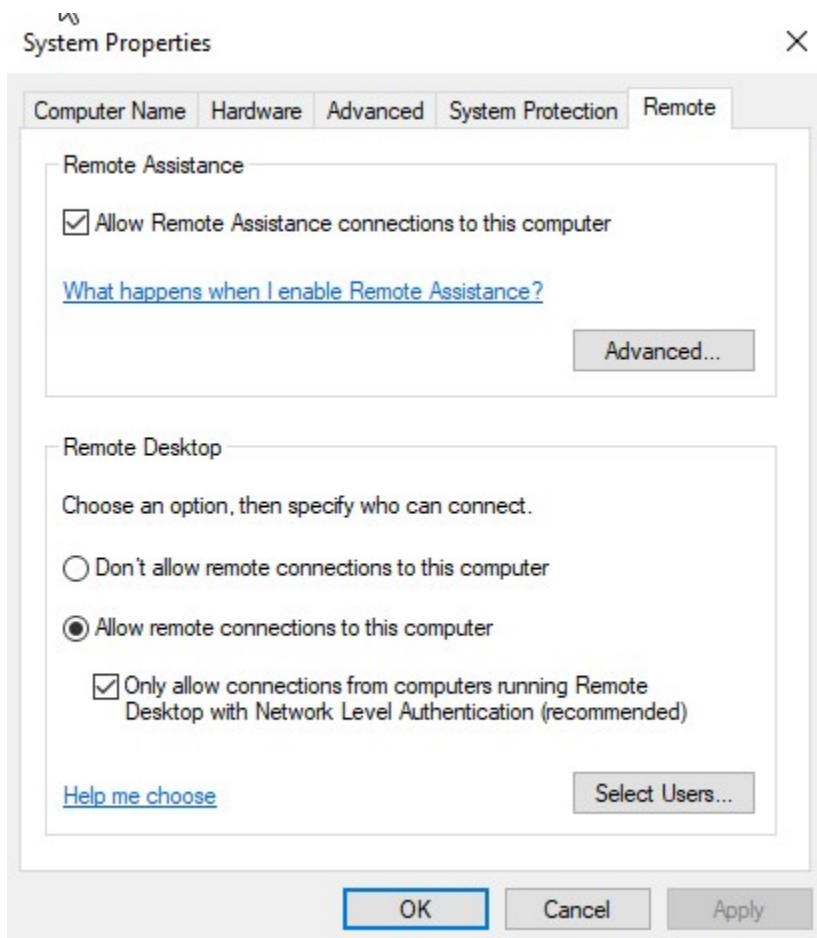 System Properties
Computer Name Hardware Advanced System Protection Remote
Remote Assistance
Allow Remote Assistance connections to this computer
What happens when I enable Remote Assistance?
Advanced...
Remote Desktop
Choose an option, then specify who can connect.
Don't allow remote connections to this computer
Allow remote connections to this computer
Only allow connections from computers running Remote
Desktop with Network Level Authentication (recommended)
Help me choose
Select Users...
OK Cancel Apply